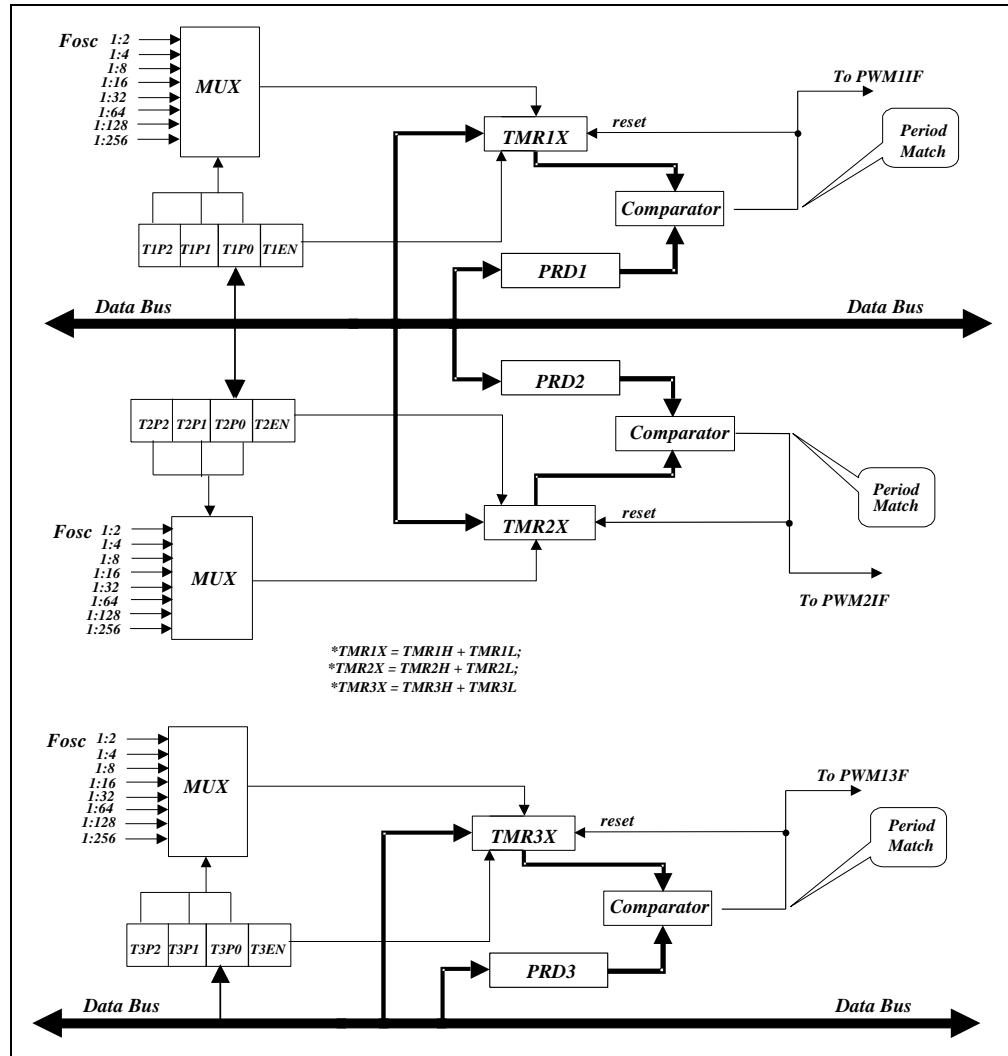 Fosc 1:2
1:4
1:8
1:16
1:32
1:64
1:128
1:256
MUX
To PWM1IF
TMR1X
reset
Period
Match
Comparator
T1P2 T1P1 T1P0 T1EN
PRD1
Data Bus
Data Bus
PRD2
T2P2 T2P1 T2P0 T2EN
Comparator
Period
Match
TMR2X
reset
Fosc 1:2
1:4
1:8
1:16
1:32
1:64
1:128
1:256
MUX
To PWM2IF
*TMR1X = TMR1H + TMR1L;
*TMR2X = TMR2H + TMR2L;
*TMR3X = TMR3H + TMR3L
Fosc 1:2
1:4
1:8
1:16
1:32
1:64
1:128
1:256
MUX
To PWM13F
TMR3X
reset
Period
Match
Comparator
T3P2 T3P1 T3P0 T3EN
PRD3
Data Bus
Data Bus